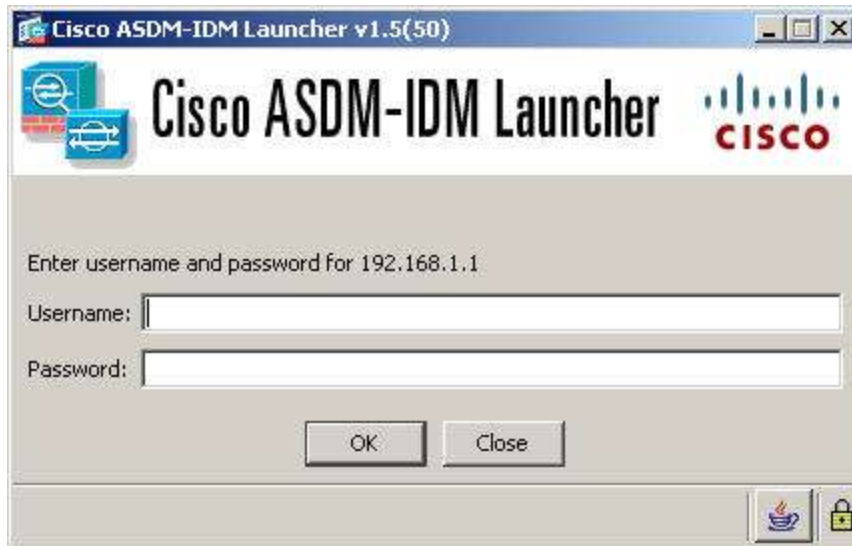 Cisco ASDM-IDM Launcher v1.5(50)
Cisco ASDM-IDM Launcher
CISCO
Enter username and password for 192.168.1.1
Username:
Password:
OK
Close